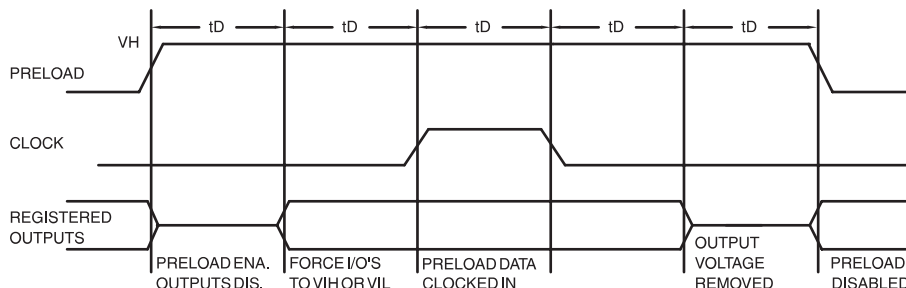 tD tD tD tD tD
VH
PRELOAD
CLOCK
REGISTERED
OUTPUTS
PRELOAD ENA.
OUTPUTS DIS.
FORCE I/O'S
TO VIH OR VIL
PRELOAD DATA
CLOCKED IN
OUTPUT
VOLTAGE
REMOVED
PRELOAD
DISABLED